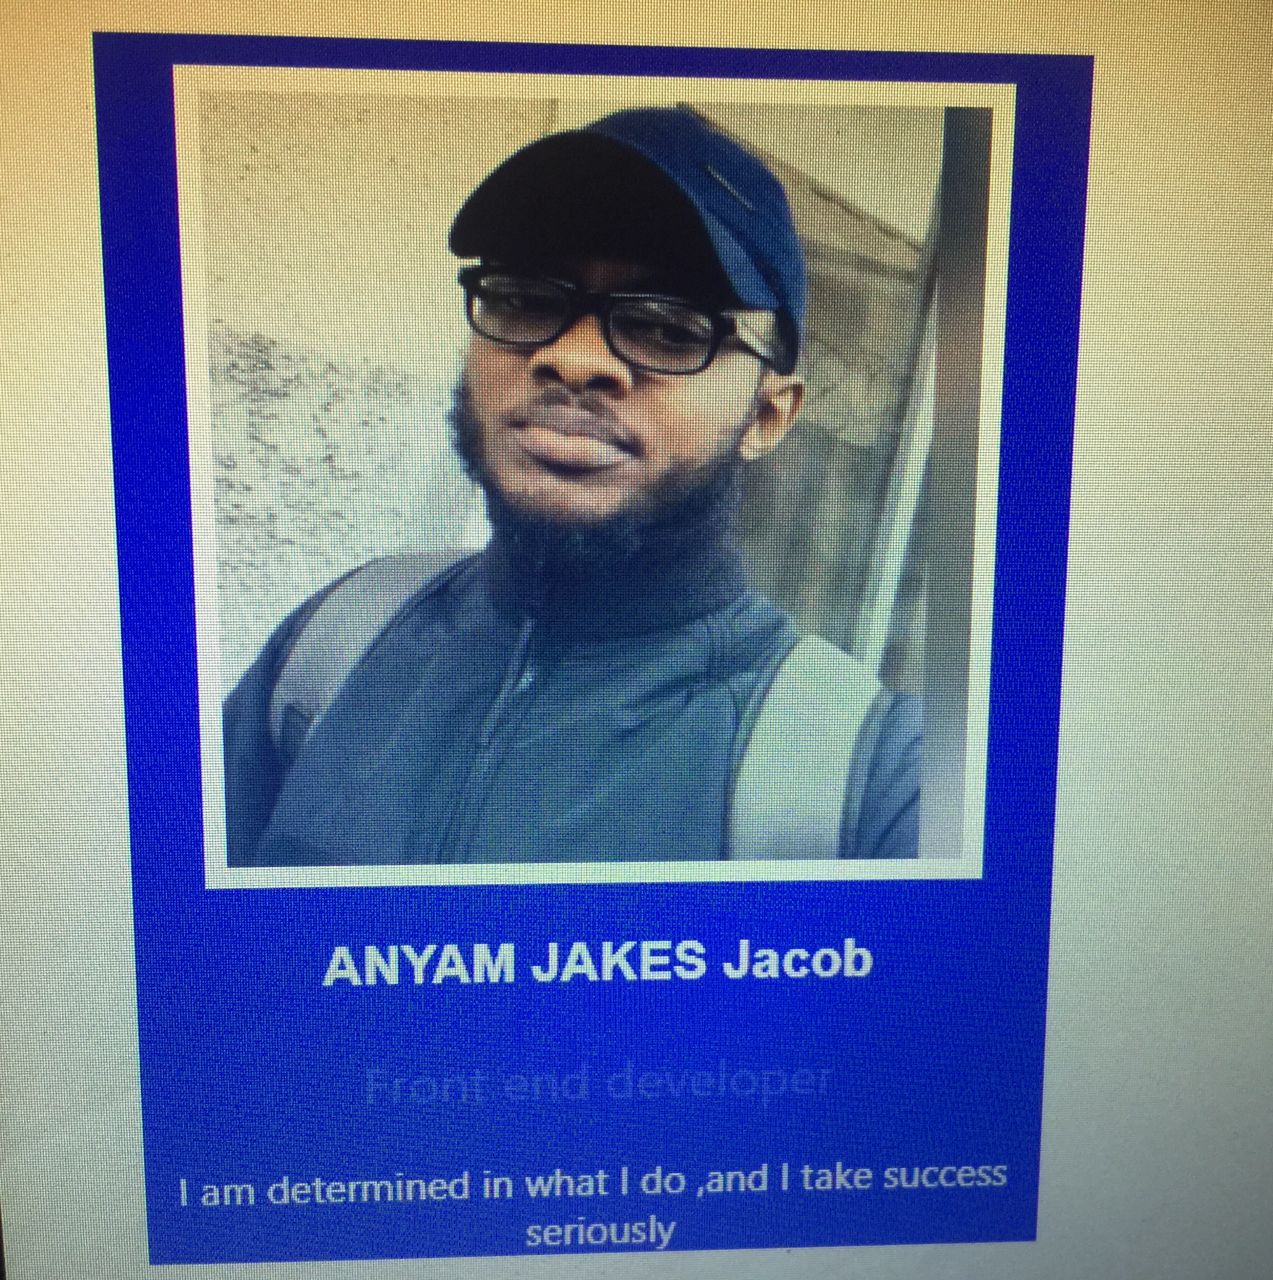 ANYAM JAKES Jacob
Front end developer
I am determined in what I do ,and I take success
seriously